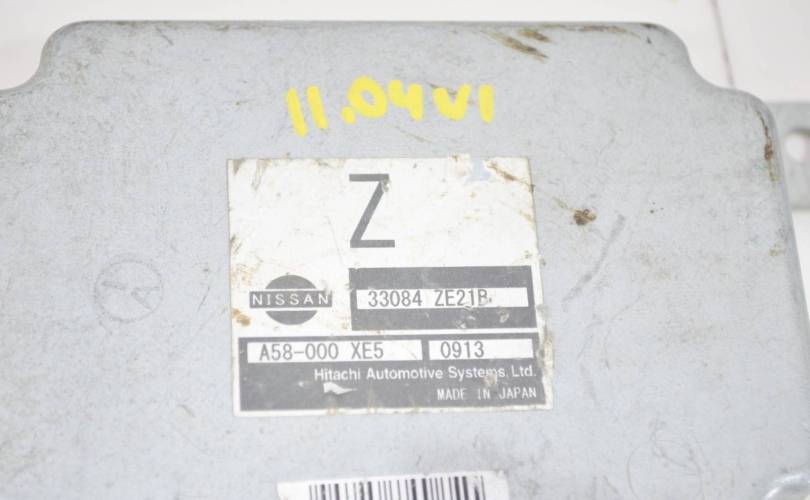 11.04VI
Z
NISSAN 33084 ZE21B
A58-000 XE5 0913
Hitachi Automotive Systems, Ltd.
MADE IN JAPAN